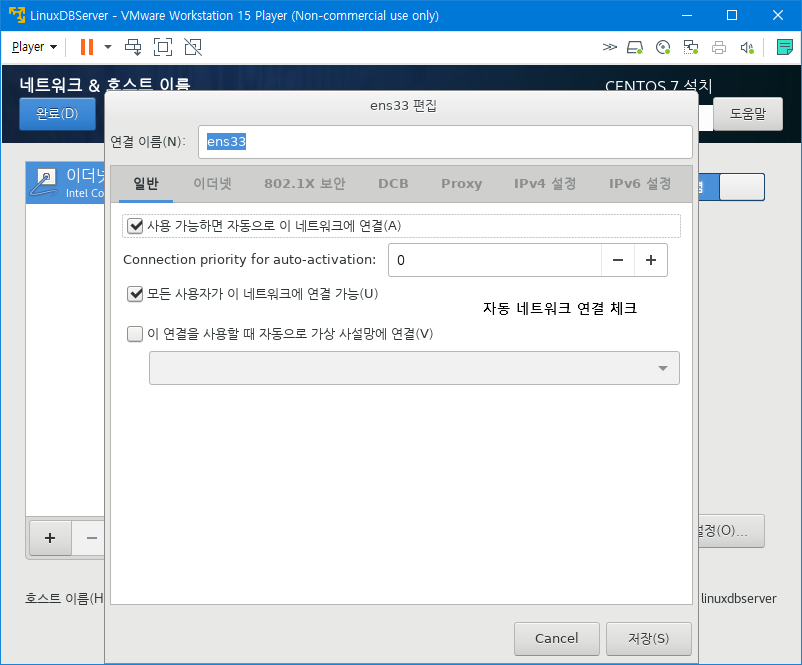 LinuxDBServer - VMware Workstation 15 Player (Non-commercial use only)
Player
네트워크 & 호스트 이름
CENTOS 7 설치
완료(D)
도움말
ens33 편집
연결 이름(N):
ens33
일반
이더넷
802.1X 보안
DCB
Proxy
IPv4 설정
IPv6 설정
Intel Co
사용 가능하면 자동으로 이 네트워크에 연결(A)
Connection priority for auto-activation:
0
모든 사용자가 이 네트워크에 연결 가능(U)
자동 네트워크 연결 체크
이 연결을 사용할 때 자동으로 가상 사설망에 연결(V)
설정(O)...
호스트 이름(H
linuxdbserver
Cancel
저장(S)